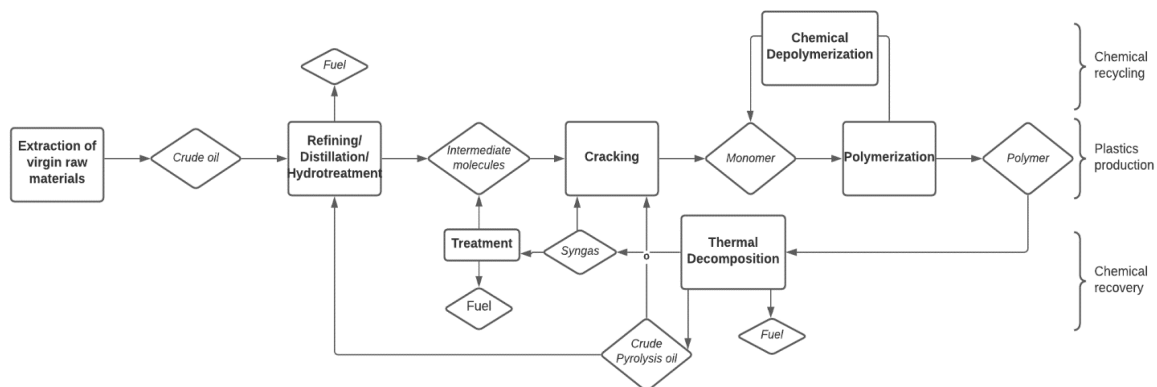 Chemical
Depolymerization
Chemical
recycling
Fuel
Extraction of
virgin raw
materials
Crude oil
Refining/
Distillation/
Hydrotreatment
Intermediate
molecules
Cracking
Monomer
Polymerization
Polymer
Plastics
production
Treatment
Syngas
o
Thermal
Decomposition
Chemical
recovery
Fuel
Crude
Pyrolysis oil
Fuel